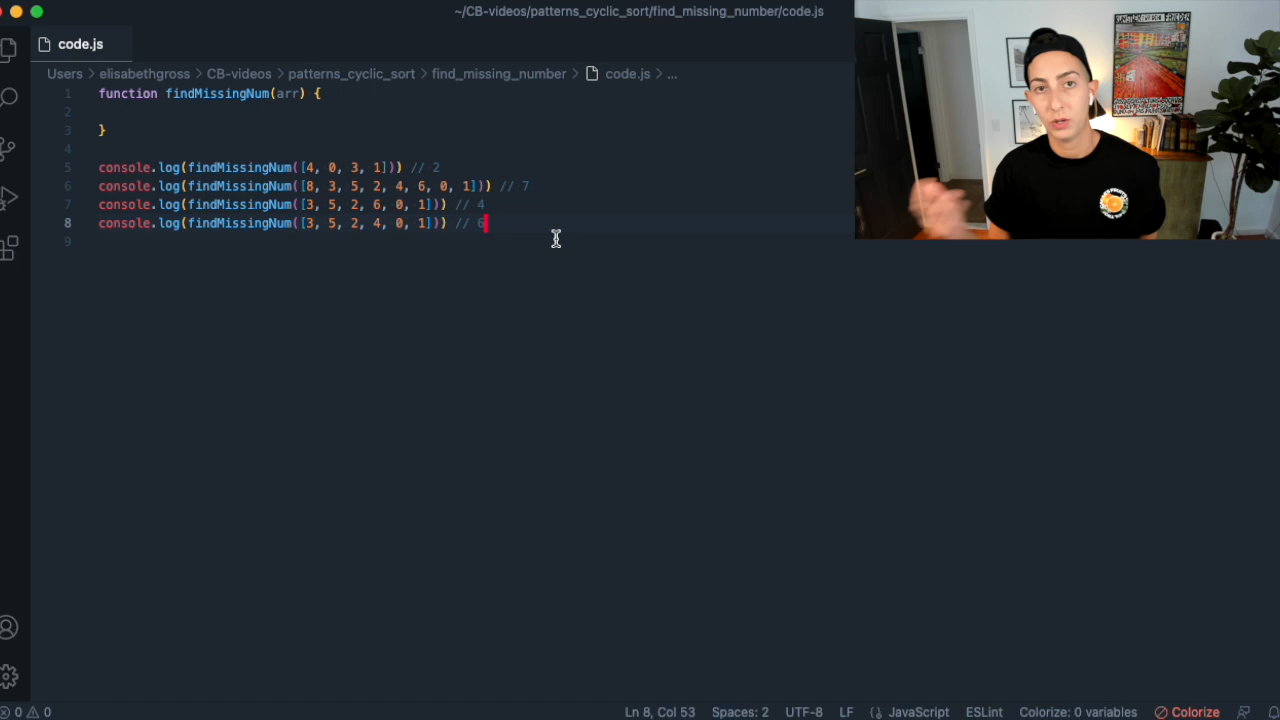 ~/CB-videos/patterns_cyclic_sort/find_missing_number/code.js
code.js
Users > elisabethgross > CB-videos > patterns_cyclic_sort > find_missing_number > code.js > ...
1 function findMissingNum(arr) {
2
3 }
4
5 console.log(findMissingNum([4, 0, 3, 1])) // 2
6 console.log(findMissingNum([8, 3, 5, 2, 4, 6, 0, 1])) // 7
7 console.log(findMissingNum([3, 5, 2, 6, 0, 1])) // 4
8 console.log(findMissingNum([3, 5, 2, 4, 0, 1])) // 6
9
0 0 Ln 8, Col 53 Spaces: 2 UTF-8 LF JavaScript ESLint Colorize: 0 variables Colorize